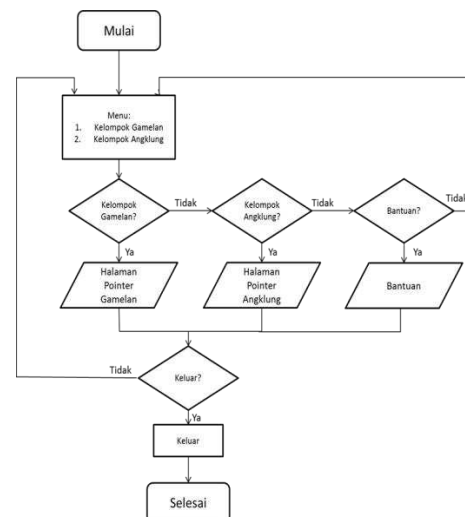 Mulai
Menu:
1. Kelompok Gamelan
2. Kelompok Angklung
Kelompok
Gamelan?
Tidak
Kelompok
Angklung?
Tidak
Bantuan?
Tidak
Ya
Ya
Ya
Halaman
Pointer
Gamelan
Halaman
Pointer
Angklung
Bantuan
Tidak
Keluar?
Ya
Keluar
Selesai